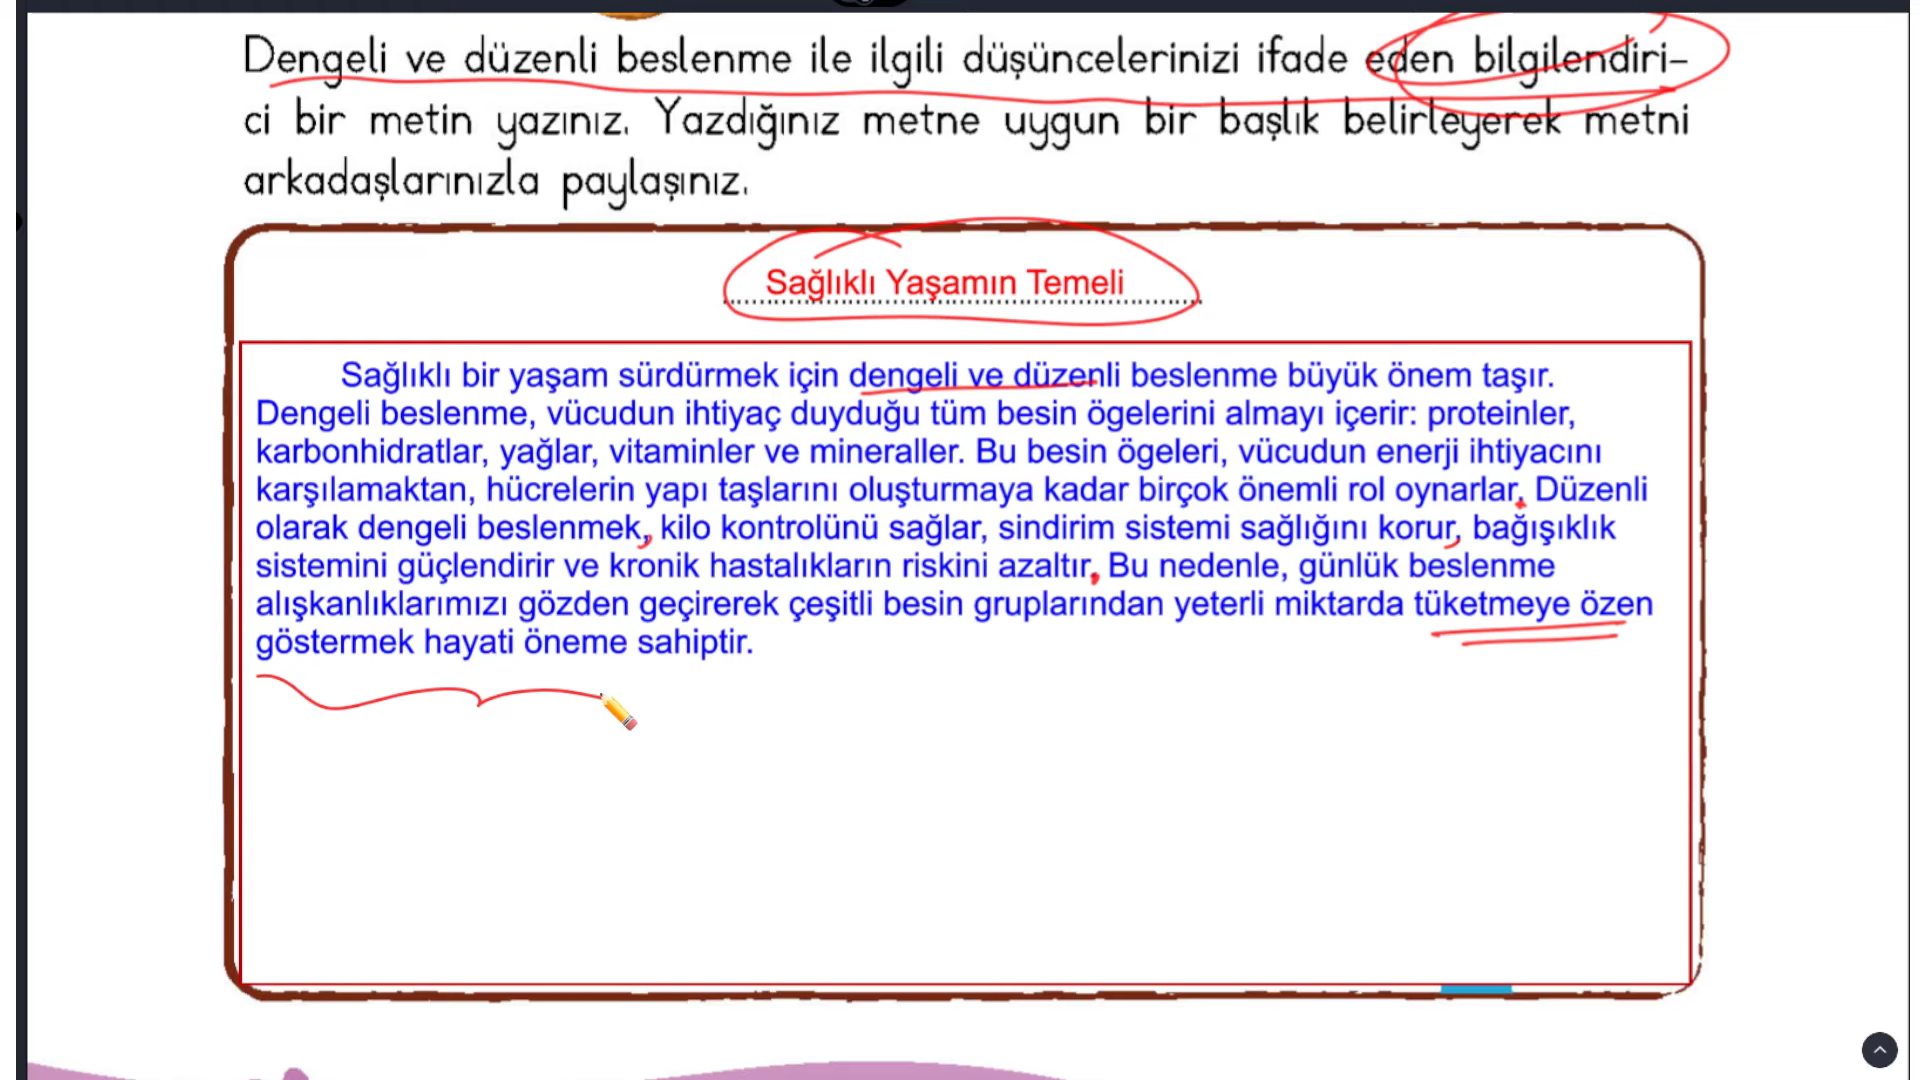 Dengeli ve düzenli beslenme ile ilgili düşüncelerinizi ifade eden bilgilendiri-
ci bir metin yazınız. Yazdığınız metne uygun bir başlık belirleyerek metni
arkadaşlarınızla paylaşınız.
Sağlıklı Yaşamın Temeli
Sağlıklı bir yaşam sürdürmek için dengeli ve düzenli beslenme büyük önem taşır.
Dengeli beslenme, vücudun ihtiyaç duyduğu tüm besin ögelerini almayı içerir: proteinler,
karbonhidratlar, yağlar, vitaminler ve mineraller. Bu besin ögeleri, vücudun enerji ihtiyacını
karşılamaktan, hücrelerin yapı taşlarını oluşturmaya kadar birçok önemli rol oynarlar. Düzenli
olarak dengeli beslenmek, kilo kontrolünü sağlar, sindirim sistemi sağlığını korur, bağışıklık
sistemini güçlendirir ve kronik hastalıkların riskini azaltır. Bu nedenle, günlük beslenme
alışkanlıklarımızı gözden geçirerek çeşitli besin gruplarından yeterli miktarda tüketmeye özen
göstermek hayati öneme sahiptir.